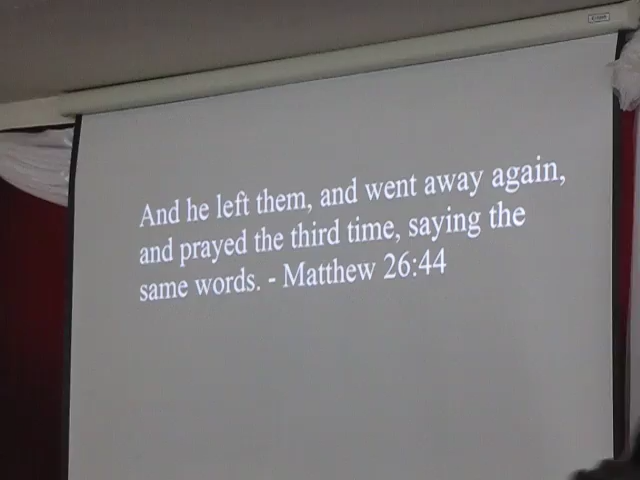 And he left them, and went away again,
and prayed the third time, saying the
same words. - Matthew 26:44